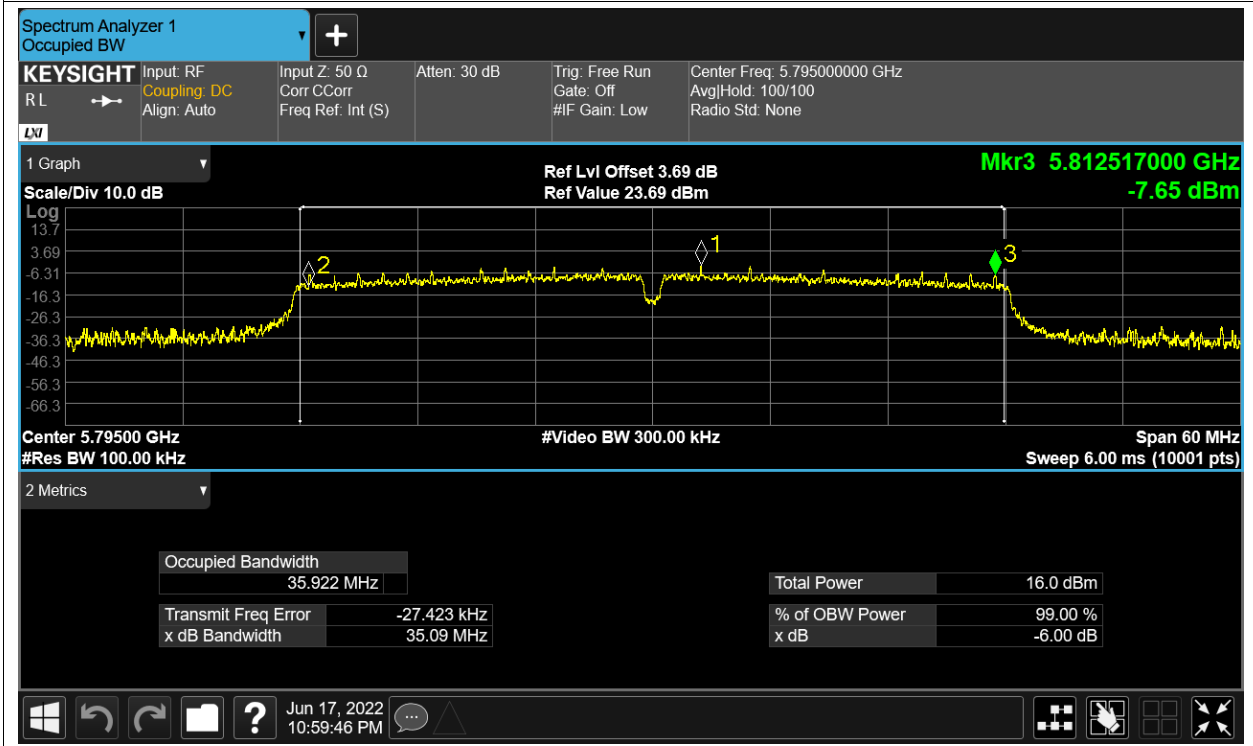 Spectrum Analyzer 1
Occupied BW
+
KEYSIGHT
R L
LXI
Input: RF
Coupling: DC
Align: Auto
Input Z: 50 Ω
Corr CCorr
Freq Ref: Int (S)
Atten: 30 dB
Trig: Free Run
Gate: Off
#IF Gain: Low
Center Freq: 5.795000000 GHz
Avg|Hold: 100/100
Radio Std: None
1 Graph
Scale/Div 10.0 dB
Ref Lvl Offset 3.69 dB
Ref Value 23.69 dBm
Mkr3 5.812517000 GHz
-7.65 dBm
Log
13.7
3.69
-6.31
-16.3
-26.3
-36.3
-46.3
-56.3
-66.3
2
1
3
Center 5.79500 GHz
#Res BW 100.00 kHz
#Video BW 300.00 kHz
Span 60 MHz
Sweep 6.00 ms (10001 pts)
2 Metrics
Occupied Bandwidth
35.922 MHz
Transmit Freq Error -27.423 kHz
x dB Bandwidth 35.09 MHz
Total Power 16.0 dBm
% of OBW Power 99.00 %
x dB -6.00 dB
?
Jun 17, 2022
10:59:46 PM